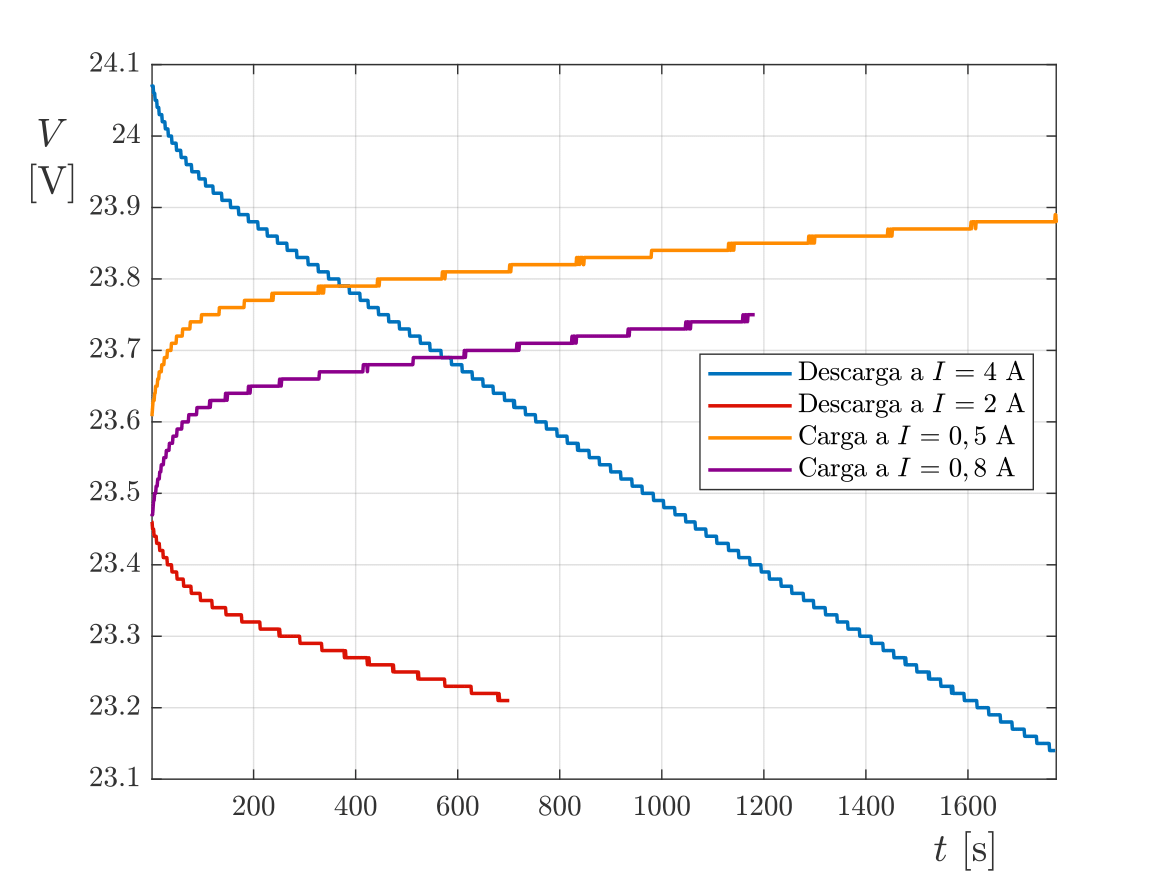 24.1
24
23.9
23.8
23.7
23.6
23.5
23.4
23.3
23.2
23.1
V
[V]
Descarga a I = 4 A
Descarga a I = 2 A
Carga a I = 0,5 A
Carga a I = 0,8 A
200 400 600 800 1000 1200 1400 1600
t [s]